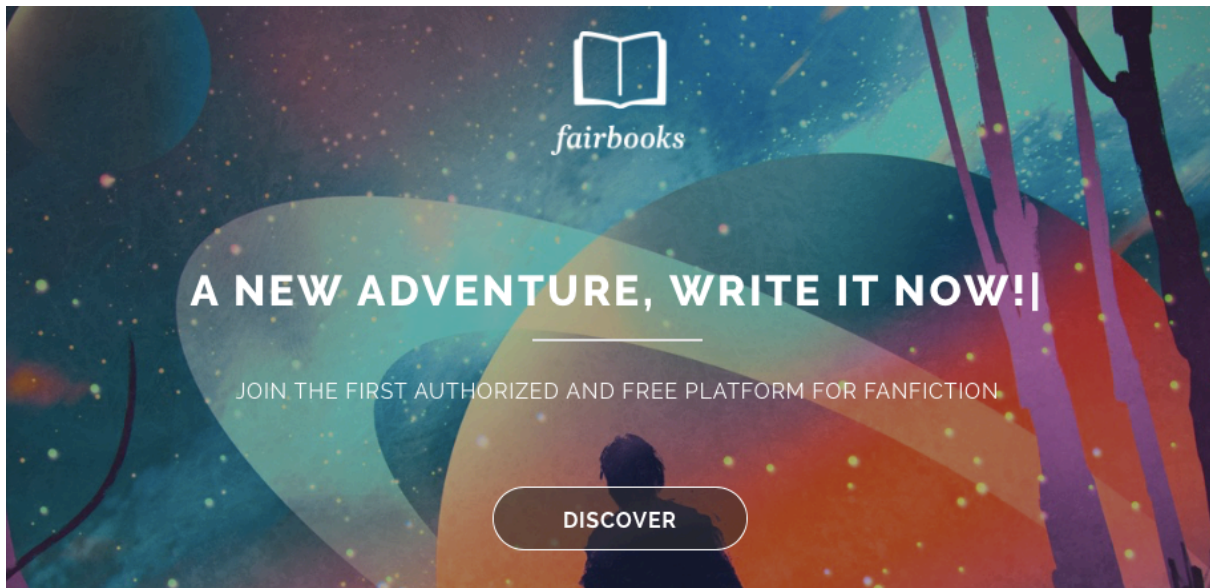 fairbooks
A NEW ADVENTURE, WRITE IT NOW!|
JOIN THE FIRST AUTHORIZED AND FREE PLATFORM FOR FANFICTION
DISCOVER